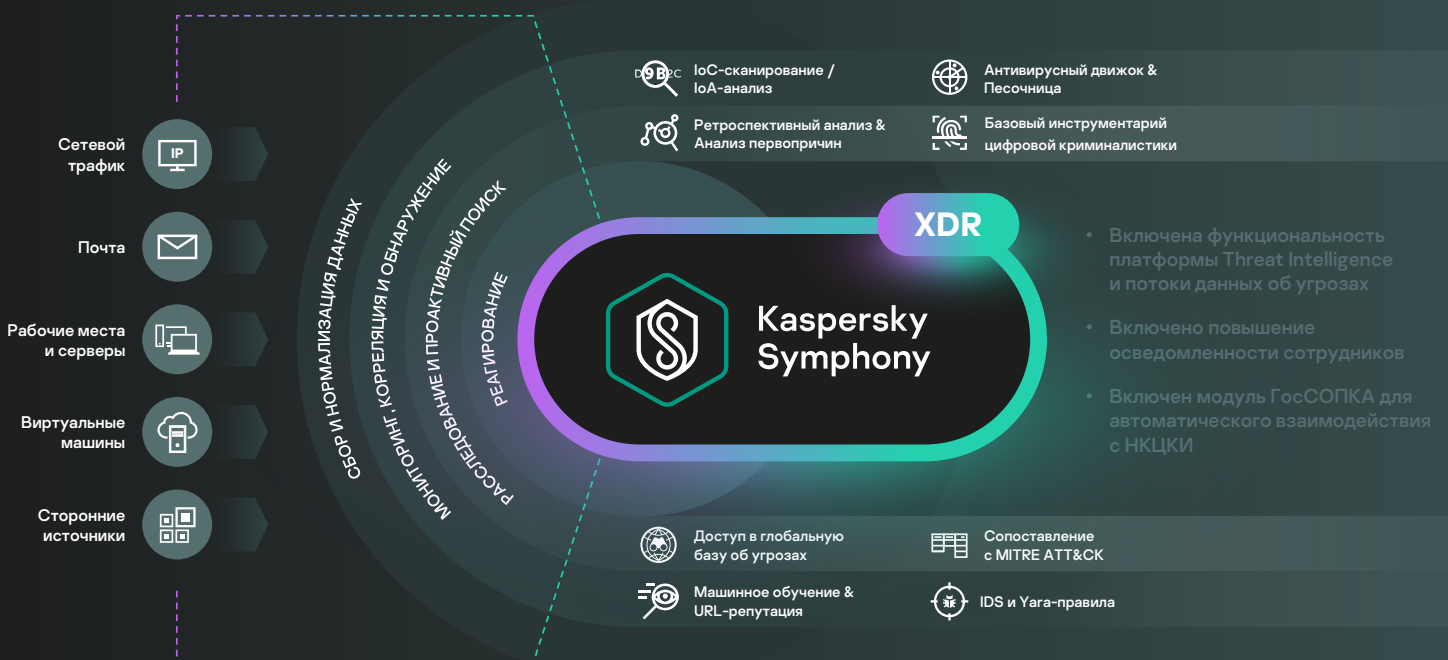 Сетевой
трафик
IP
Почта
Рабочие места
и серверы
Виртуальные
машины
Сторонние
источники
СБОР И НОРМАЛИЗАЦИЯ ДАННЫХ
МОНИТОРИНГ, КОРРЕЛЯЦИЯ И ОБНАРУЖЕНИЕ
РАССЛЕДОВАНИЕ И ПРОАКТИВНЫЙ ПОИСК
РЕАГИРОВАНИЕ
D9B2C
IoC-сканирование /
IoA-анализ
Антивирусный движок &
Песочница
Ретроспективный анализ &
Анализ первопричин
Базовый инструментарий
цифровой криминалистики
XDR
Kaspersky
Symphony
• Включена функциональность
платформы Threat Intelligence
и потоки данных об угрозах
• Включено повышение
осведомленности сотрудников
• Включен модуль ГосСОПКА для
автоматического взаимодействия
с НКЦКИ
Доступ в глобальную
базу об угрозах
Сопоставление
с MITRE ATT&CK
Машинное обучение &
URL-репутация
IDS и Yara-правила